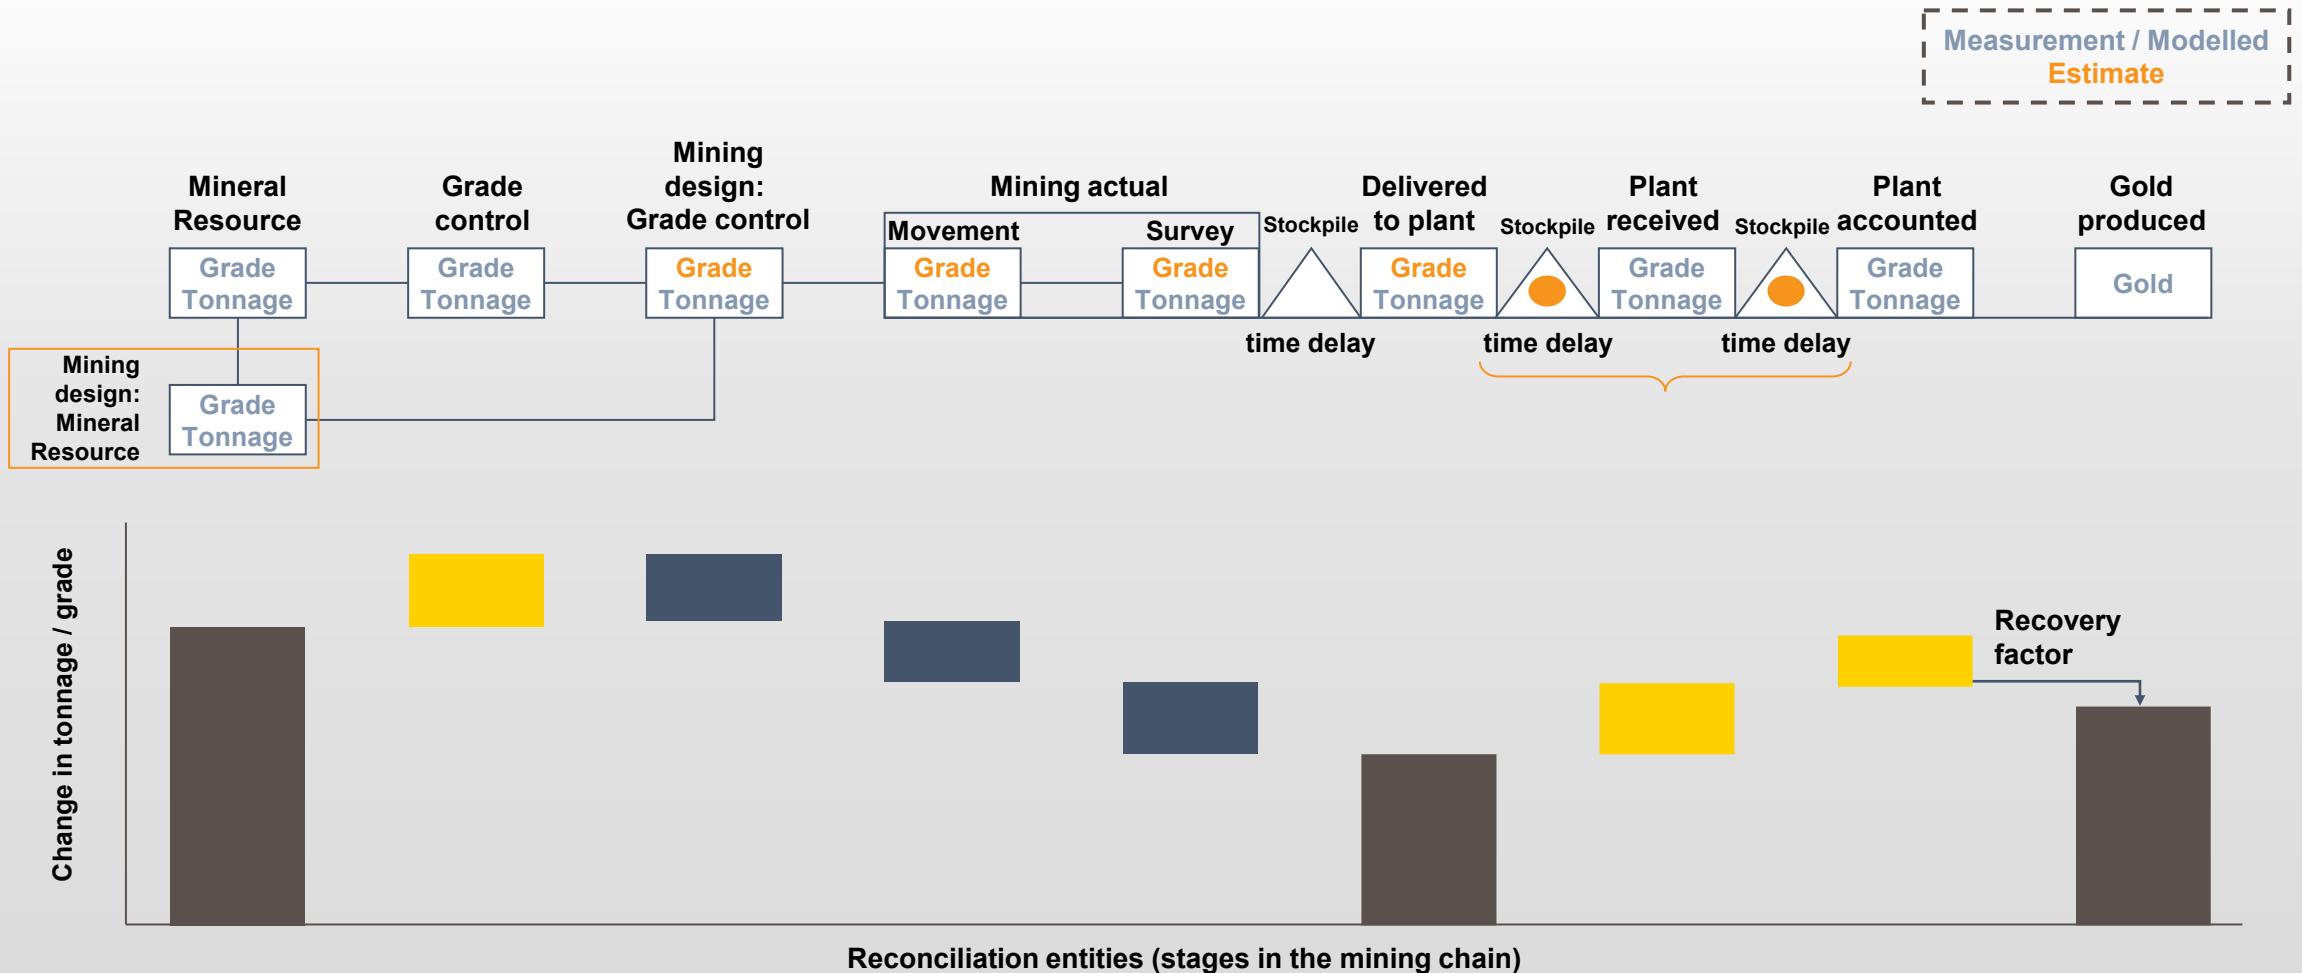 Measurement / Modelled
Estimate
Mineral
Resource
Grade
control
Mining
design:
Grade control
Mining actual
Movement
Survey
Stockpile
Delivered
to plant
Stockpile
Plant
received
Stockpile
Plant
accounted
Gold
produced
Grade
Tonnage
Grade
Tonnage
Grade
Tonnage
Grade
Tonnage
Grade
Tonnage
Grade
Tonnage
Grade
Tonnage
Grade
Tonnage
Gold
time delay
time delay
time delay
Mining
design:
Mineral
Resource
Grade
Tonnage
Change in tonnage / grade
Recovery
factor
Reconciliation entities (stages in the mining chain)